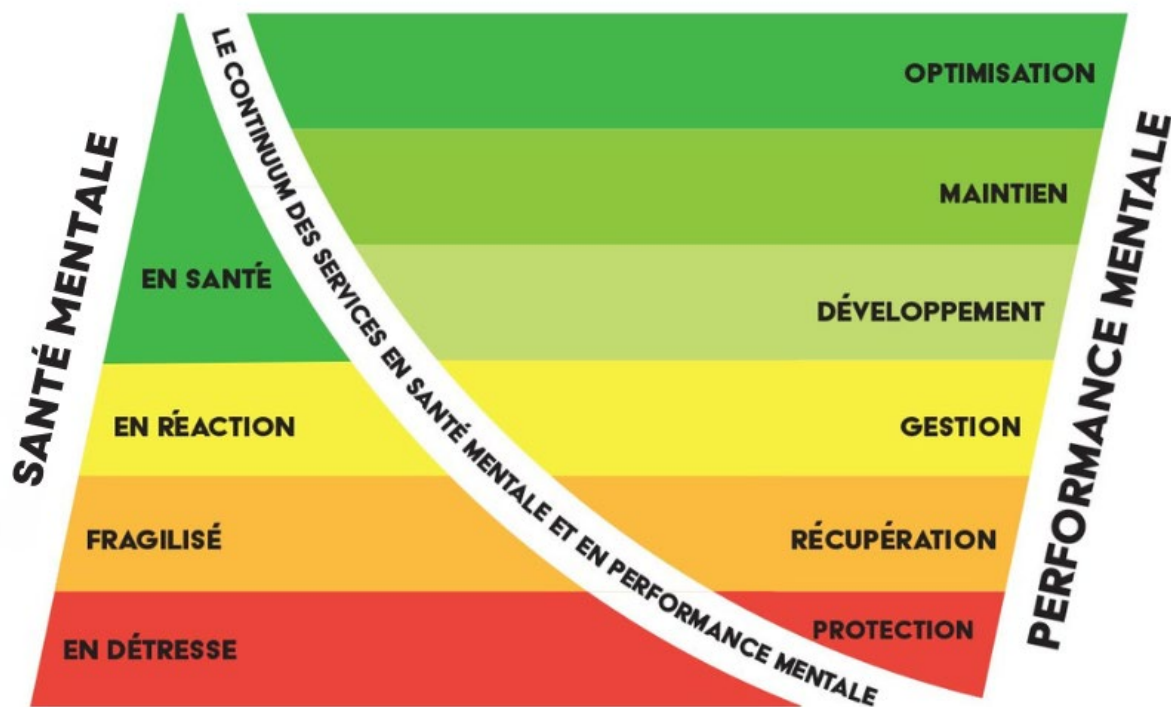 SANTÉ MENTALE
EN SANTÉ
EN RÉACTION
FRAGILISÉ
EN DÉTRESSE
LE CONTINUUM DES SERVICES EN SANTÉ MENTALE ET EN PERFORMANCE MENTALE
OPTIMISATION
MAINTIEN
DÉVELOPPEMENT
GESTION
RÉCUPÉRATION
PROTECTION
PERFORMANCE MENTALE